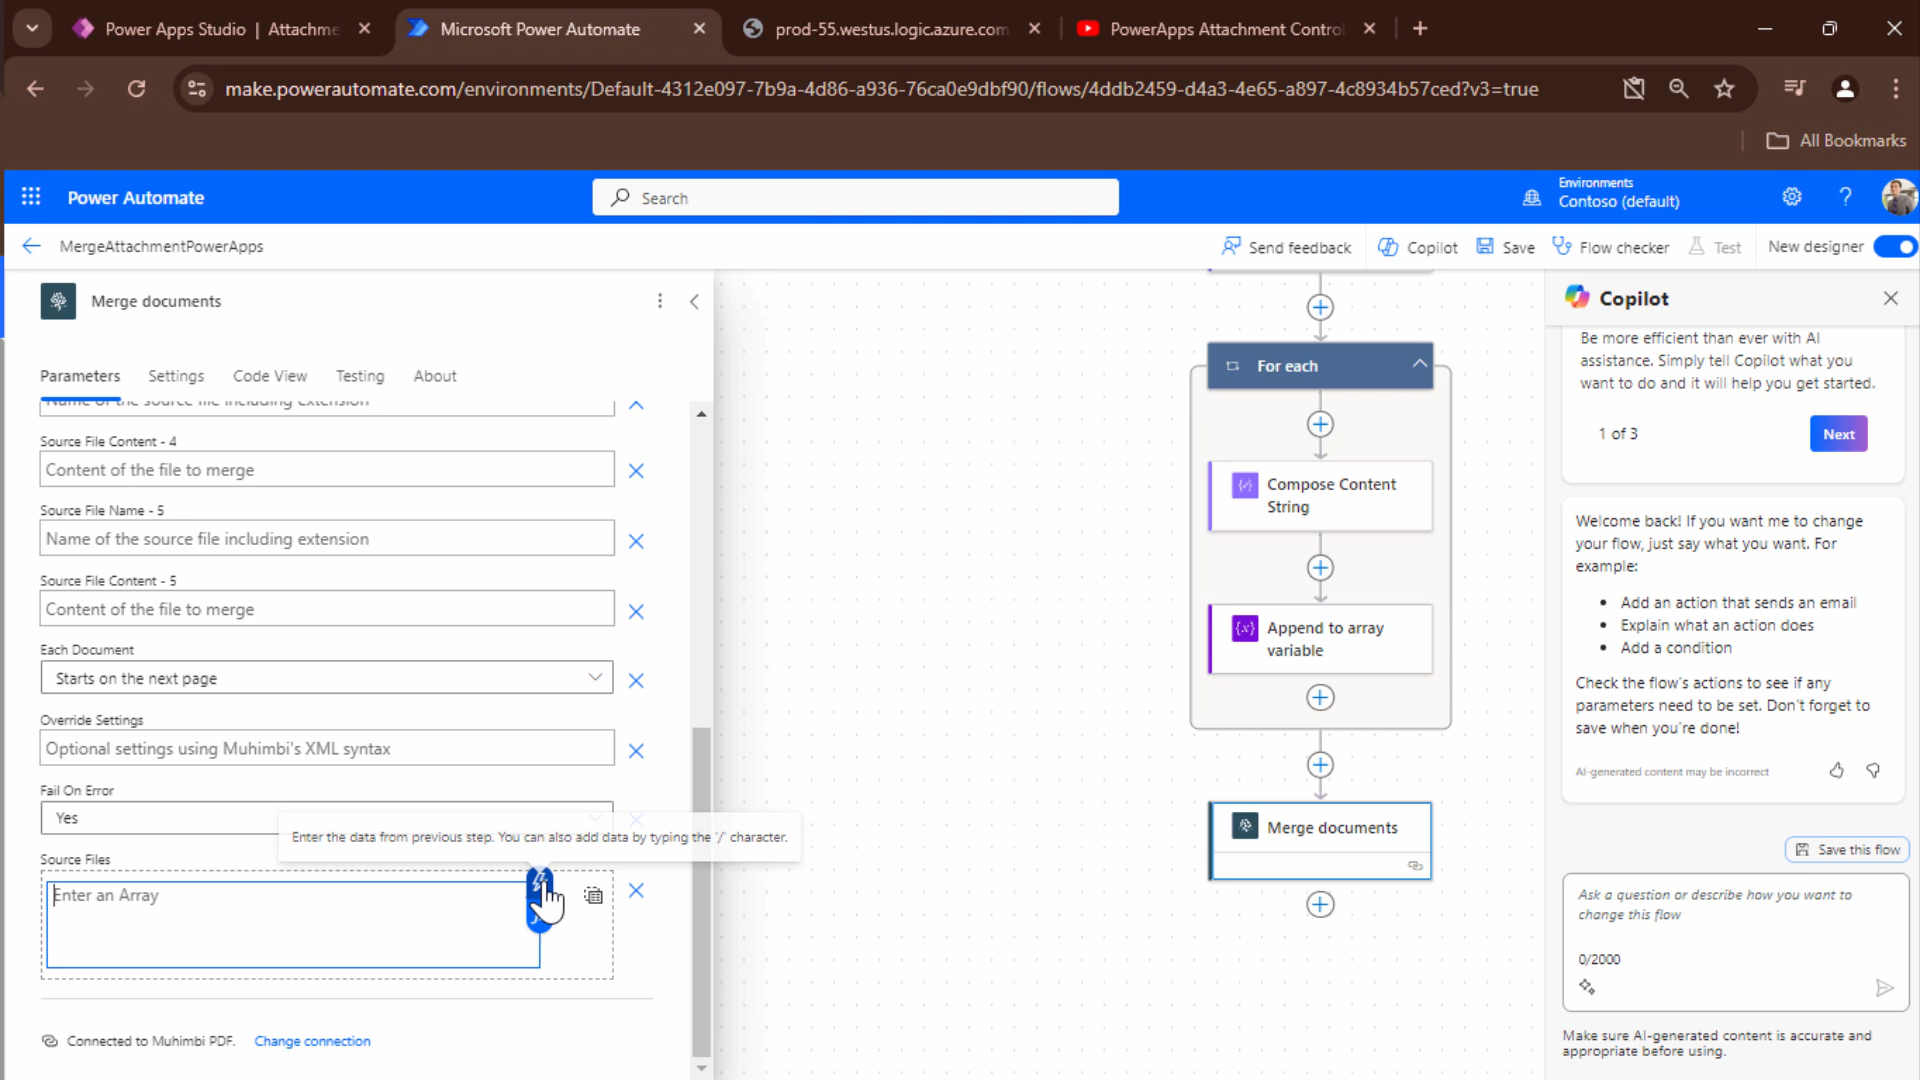 Power Apps Studio | Attachme
Microsoft Power Automate
prod-55.westus.logic.azure.com
PowerApps Attachment Contro
make.powerautomate.com/environments/Default-4312e097-7b9a-4d86-a936-76ca0e9dbf90/flows/4ddb2459-d4a3-4e65-a897-4c8934b57ced?v3=true
All Bookmarks
Power Automate
Search
Environments
Contoso (default)
MergeAttachmentPowerApps
Send feedback
Copilot
Save
Flow checker
Test
New designer
Merge documents
Parameters
Settings
Code View
Testing
About
Name of the source file including extension
Source File Content - 4
Content of the file to merge
Source File Name - 5
Name of the source file including extension
Source File Content - 5
Content of the file to merge
Each Document
Starts on the next page
Override Settings
Optional settings using Muhimbi's XML syntax
Fail On Error
Yes
Enter the data from previous step. You can also add data by typing the '/' character.
Source Files
Enter an Array
Connected to Muhimbi PDF.
Change connection
For each
Compose Content
String
Append to array
variable
Merge documents
Copilot
Be more efficient than ever with AI
assistance. Simply tell Copilot what you
want to do and it will help you get started.
1 of 3
Next
Welcome back! If you want me to change
your flow, just say what you want. For
example:
• Add an action that sends an email
• Explain what an action does
• Add a condition
Check the flow's actions to see if any
parameters need to be set. Don't forget to
save when you're done!
AI-generated content may be incorrect
Save this flow
Ask a question or describe how you want to
change this flow
0/2000
Make sure AI-generated content is accurate and
appropriate before using.